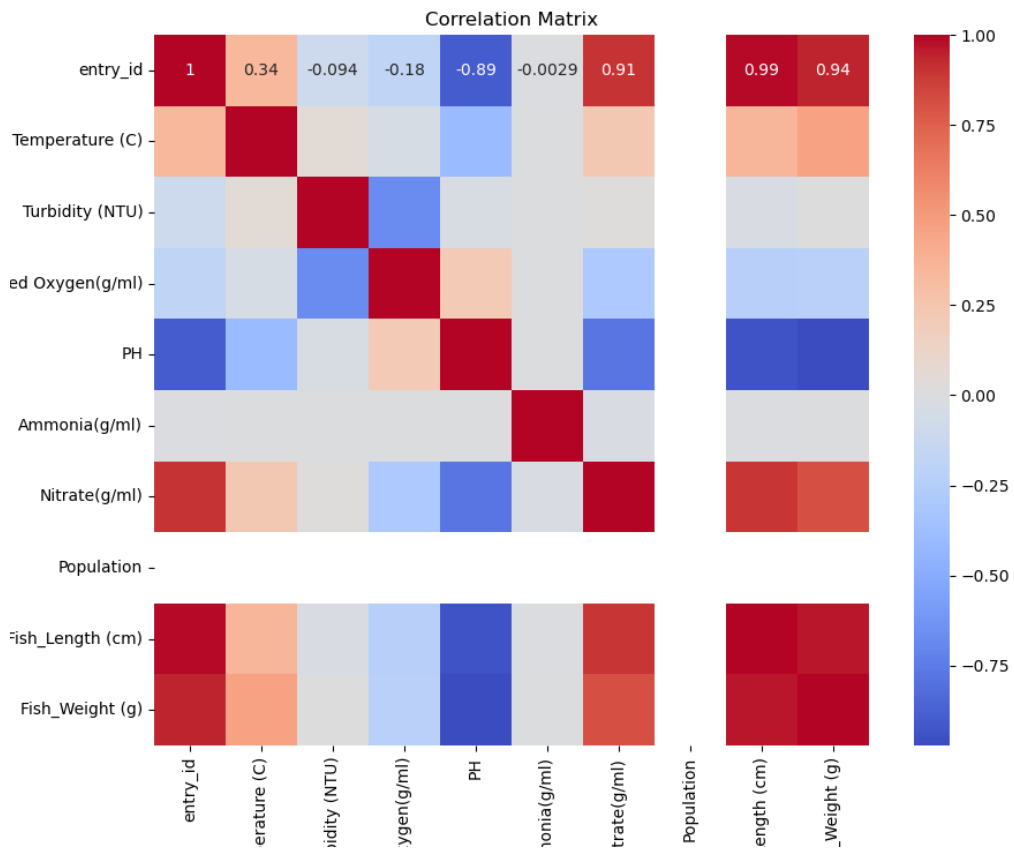 Correlation Matrix
entry_id
1 0.34 -0.094 -0.18 -0.89 -0.0029 0.91 0.99 0.94
Temperature (C)
Turbidity (NTU)
ed Oxygen(g/ml)
PH
Ammonia(g/ml)
Nitrate(g/ml)
Population
Fish_Length (cm)
Fish_Weight (g)
1.00
0.75
0.50
0.25
0.00
−0.25
−0.50
−0.75
entry_id
perature (C)
bidity (NTU)
xygen(g/ml)
PH
monia(g/ml)
trate(g/ml)
Population
ength (cm)
_Weight (g)